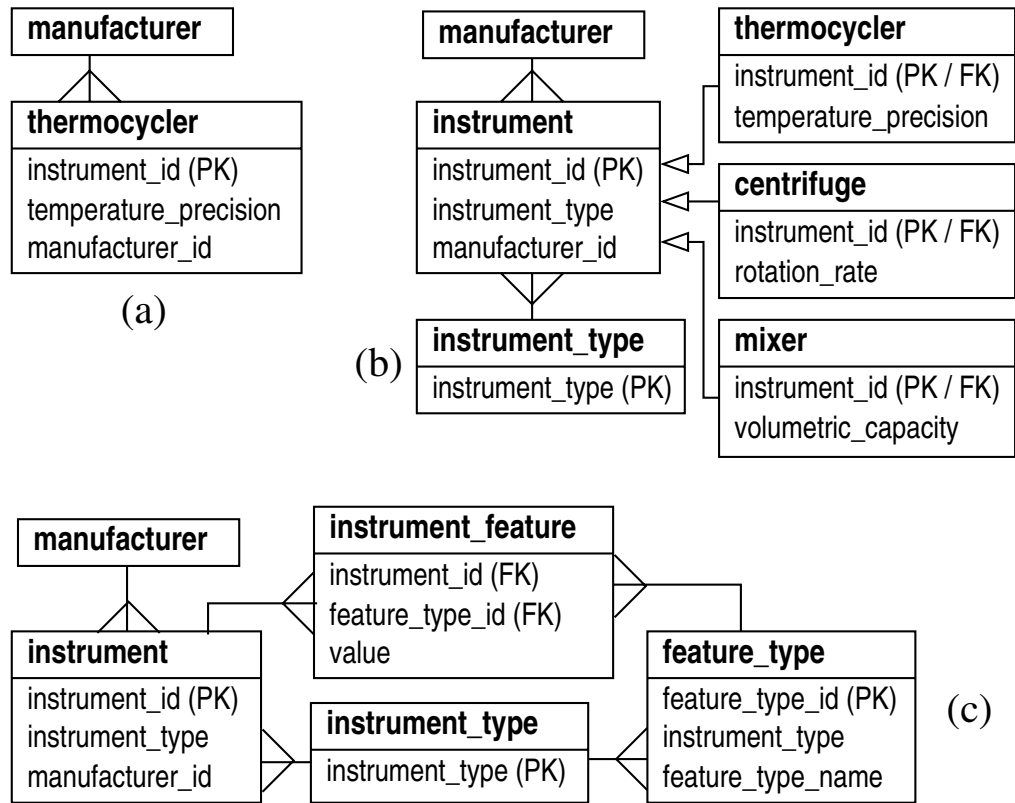 manufacturer
thermocycler
instrument_id (PK)
temperature_precision
manufacturer_id
(a)
manufacturer
instrument
instrument_id (PK)
instrument_type
manufacturer_id
instrument_type
instrument_type (PK)
(b)
thermocycler
instrument_id (PK / FK)
temperature_precision
centrifuge
instrument_id (PK / FK)
rotation_rate
mixer
instrument_id (PK / FK)
volumetric_capacity
manufacturer
instrument
instrument_id (PK)
instrument_type
manufacturer_id
instrument_feature
instrument_id (FK)
feature_type_id (FK)
value
instrument_type
instrument_type (PK)
feature_type
feature_type_id (PK)
instrument_type
feature_type_name
(c)